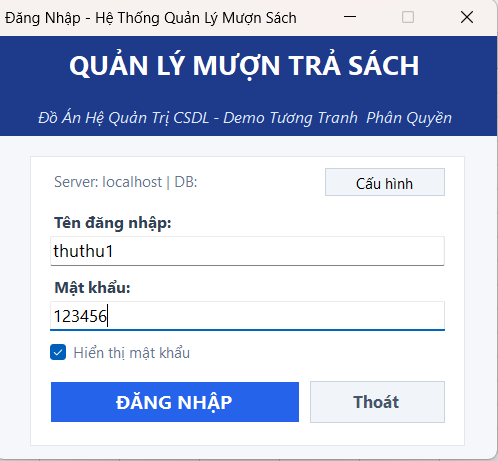 Đăng Nhập - Hệ Thống Quản Lý Mượn Sách
QUẢN LÝ MƯỢN TRẢ SÁCH
Đồ Án Hệ Quản Trị CSDL - Demo Tương Tranh  Phân Quyền
Server: localhost | DB:
Cấu hình
Tên đăng nhập:
thuthu1
Mật khẩu:
123456
Hiển thị mật khẩu
ĐĂNG NHẬP
Thoát